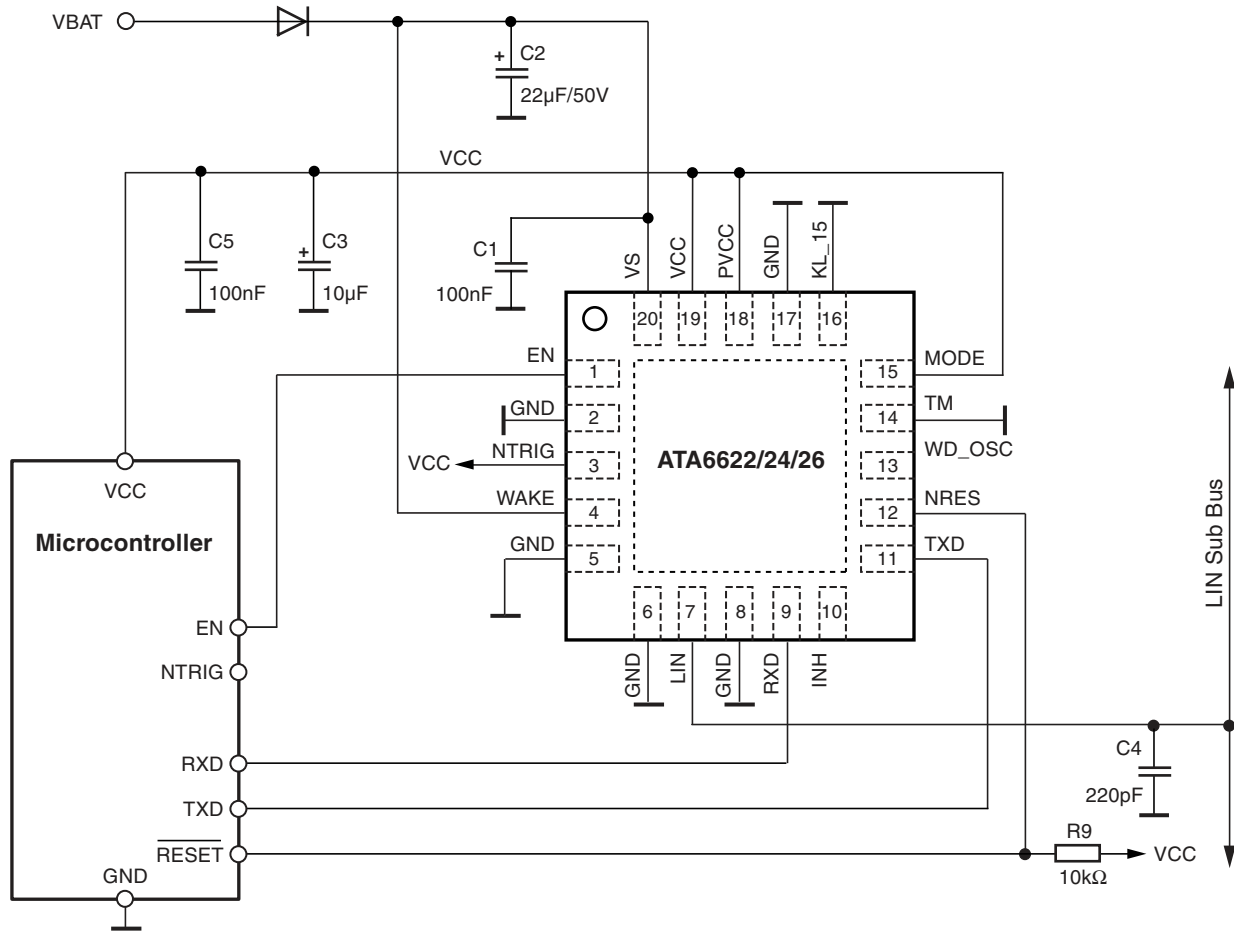 VBAT
C2
+
22µF/50V
VCC
C5
100nF
C3
+
10µF
C1
100nF
VS
VCC
PVCC
GND
KL_15
20
19
18
17
16
EN
1
GND
2
VCC
NTRIG
3
WAKE
4
GND
5
ATA6622/24/26
15
MODE
14
TM
13
WD_OSC
12
NRES
11
TXD
6
7
8
9
10
GND
LIN
GND
RXD
INH
VCC
Microcontroller
EN
NTRIG
RXD
TXD
RESET
GND
LIN Sub Bus
C4
220pF
R9
10kΩ
VCC